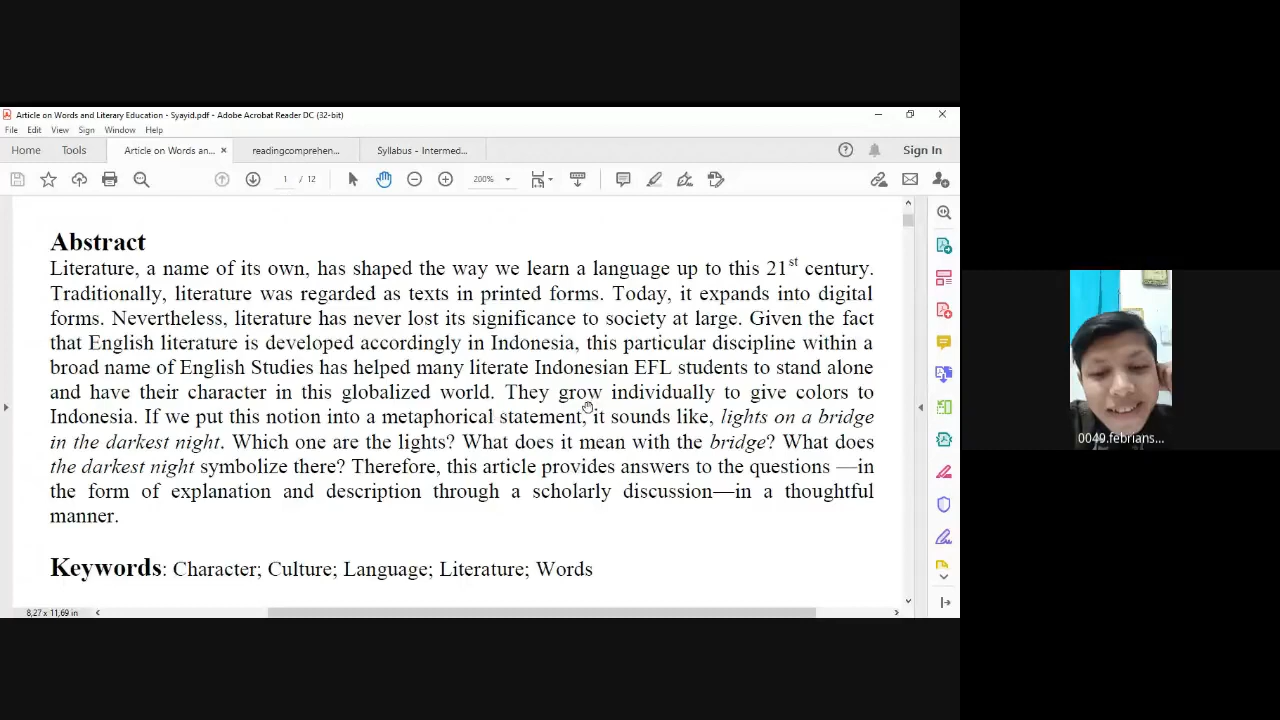 Article on Words and Literary Education - Syayid.pdf - Adobe Acrobat Reader DC (32-bit)
File Edit View Sign Window Help
Home Tools Article on Words an... × readingcomprehen... Syllabus - Intermed... Sign In
1 / 12 200%
Abstract
Literature, a name of its own, has shaped the way we learn a language up to this 21st century.
Traditionally, literature was regarded as texts in printed forms. Today, it expands into digital
forms. Nevertheless, literature has never lost its significance to society at large. Given the fact
that English literature is developed accordingly in Indonesia, this particular discipline within a
broad name of English Studies has helped many literate Indonesian EFL students to stand alone
and have their character in this globalized world. They grow individually to give colors to
Indonesia. If we put this notion into a metaphorical statement, it sounds like, lights on a bridge
in the darkest night. Which one are the lights? What does it mean with the bridge? What does
the darkest night symbolize there? Therefore, this article provides answers to the questions —in
the form of explanation and description through a scholarly discussion—in a thoughtful
manner.
Keywords: Character; Culture; Language; Literature; Words
8,27 x 11,69 in
0049.febrians...